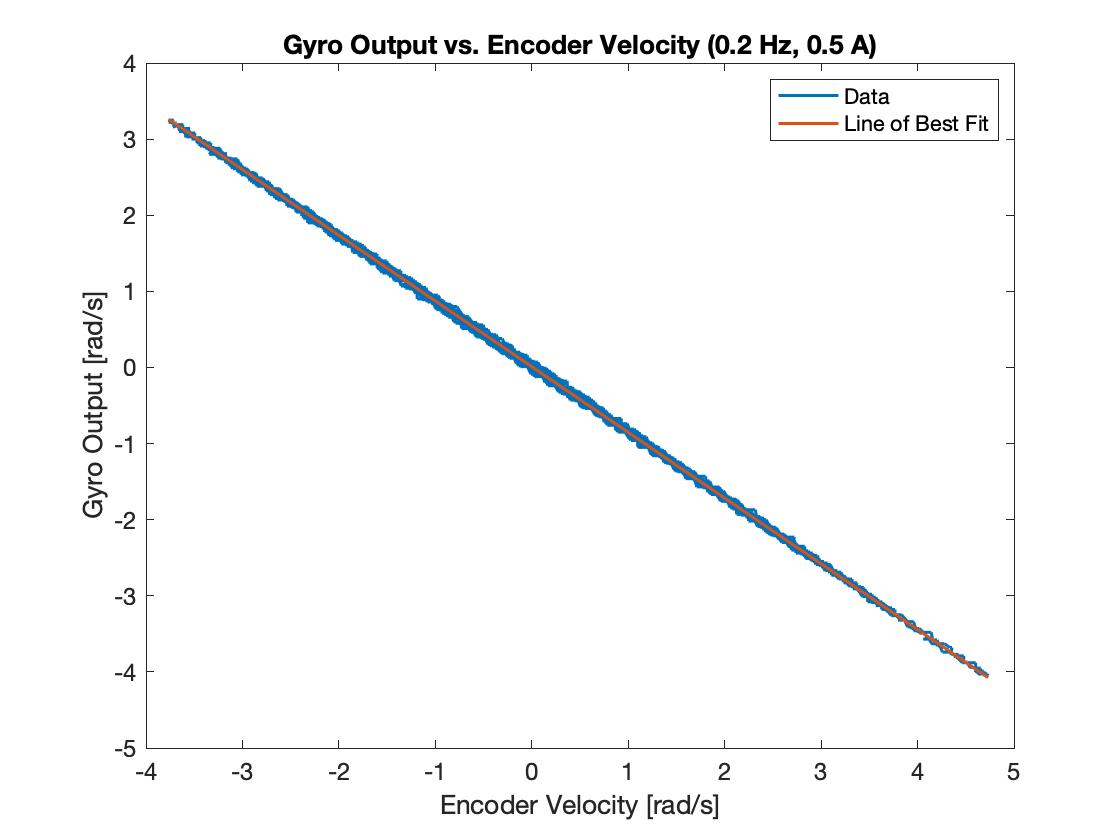 Gyro Output vs. Encoder Velocity (0.2 Hz, 0.5 A)
Data
Line of Best Fit
Gyro Output [rad/s]
4
3
2
1
0
-1
-2
-3
-4
-5
-4 -3 -2 -1 0 1 2 3 4 5
Encoder Velocity [rad/s]